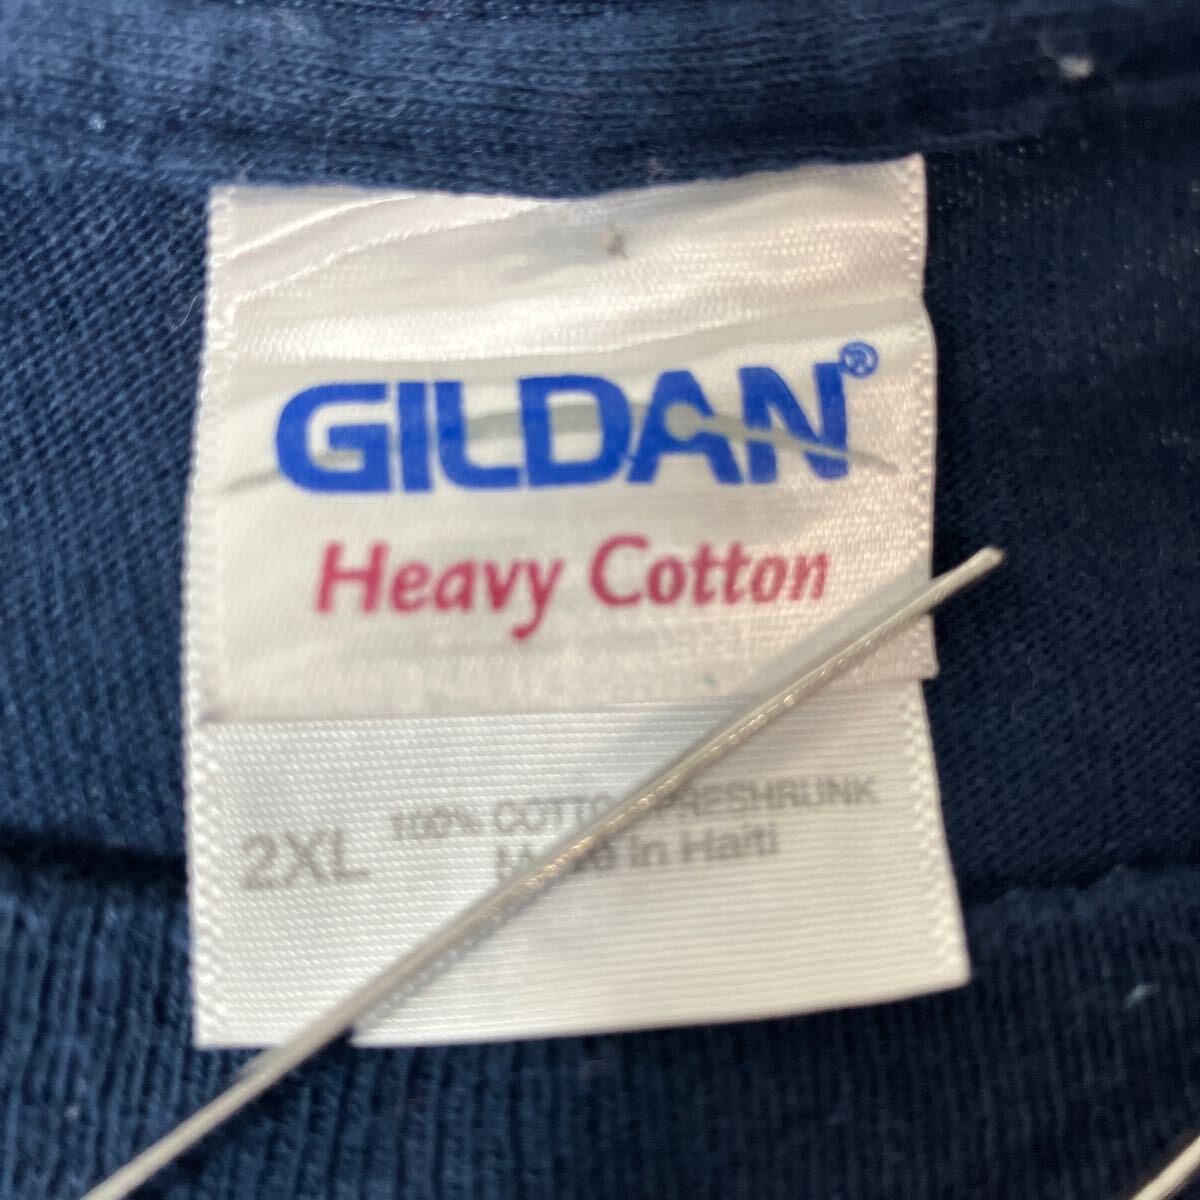 GILDAN®
Heavy Cotton
2XL 100% COTTON PRESHRUNK
Made in Haiti